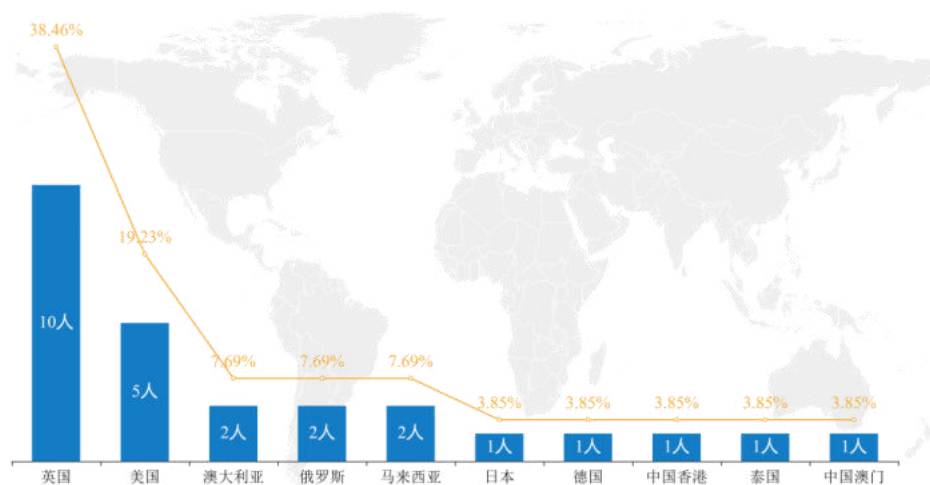 38.46%
19.23%
7.69% 7.69% 7.69%
3.85% 3.85% 3.85% 3.85% 3.85%
10人 5人 2人 2人 2人 1人 1人 1人 1人 1人
英国 美国 澳大利亚 俄罗斯 马来西亚 日本 德国 中国香港 泰国 中国澳门